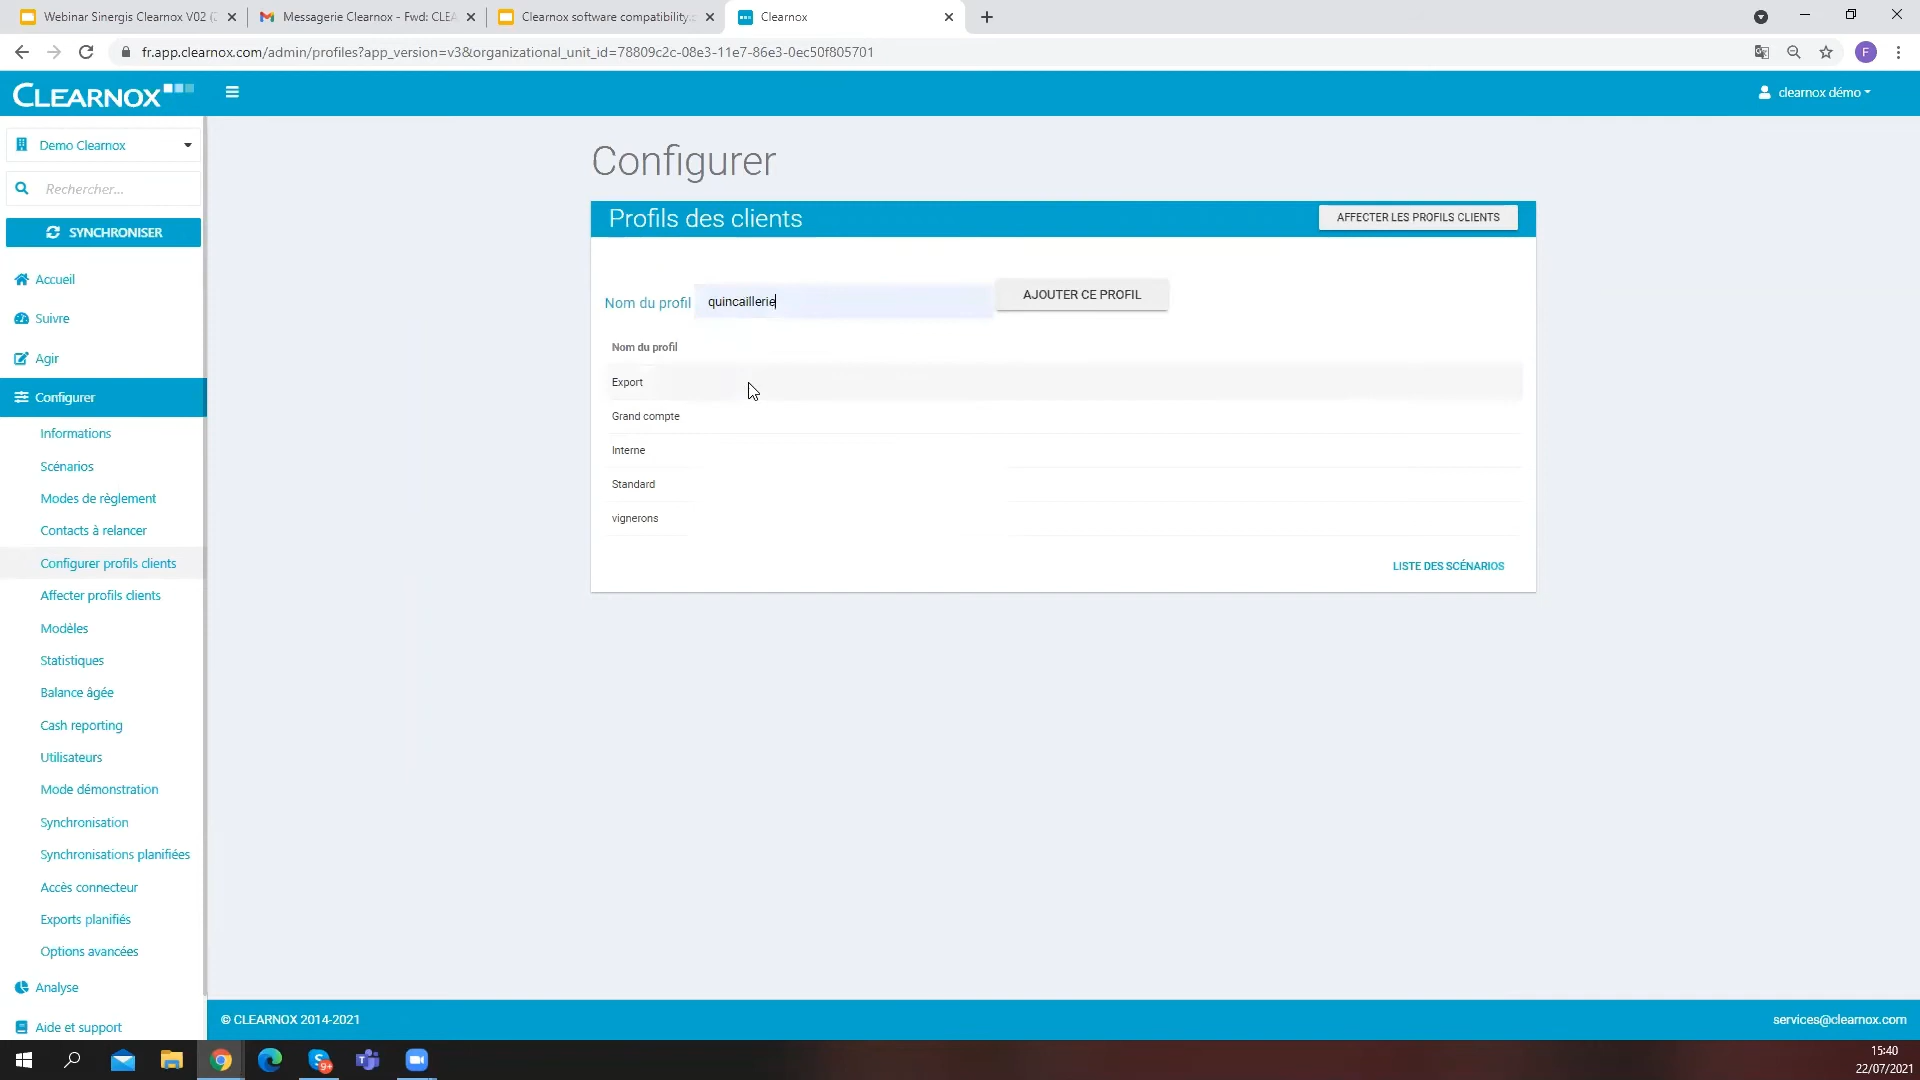 Webinar Sinergis Clearnox V02 (2
Messagerie Clearnox - Fwd: CLEA
Clearnox software compatibility:
Clearnox
fr.app.clearnox.com/admin/profiles?app_version=v3&organizational_unit_id=78809c2c-08e3-11e7-86e3-0ec50f805701
F
CLEARNOX
clearnox démo
Demo Clearnox
Rechercher...
SYNCHRONISER
Accueil
Suivre
Agir
Configurer
Informations
Scénarios
Modes de règlement
Contacts à relancer
Configurer profils clients
Affecter profils clients
Modèles
Statistiques
Balance âgée
Cash reporting
Utilisateurs
Mode démonstration
Synchronisation
Synchronisations planifiées
Accès connecteur
Exports planifiés
Options avancées
Analyse
Aide et support
Configurer
Profils des clients
AFFECTER LES PROFILS CLIENTS
Nom du profil quincaillerie AJOUTER CE PROFIL
Nom du profil
Export
Grand compte
Interne
Standard
vignerons
LISTE DES SCÉNARIOS
© CLEARNOX 2014-2021
services@clearnox.com
9+
15:40
22/07/2021